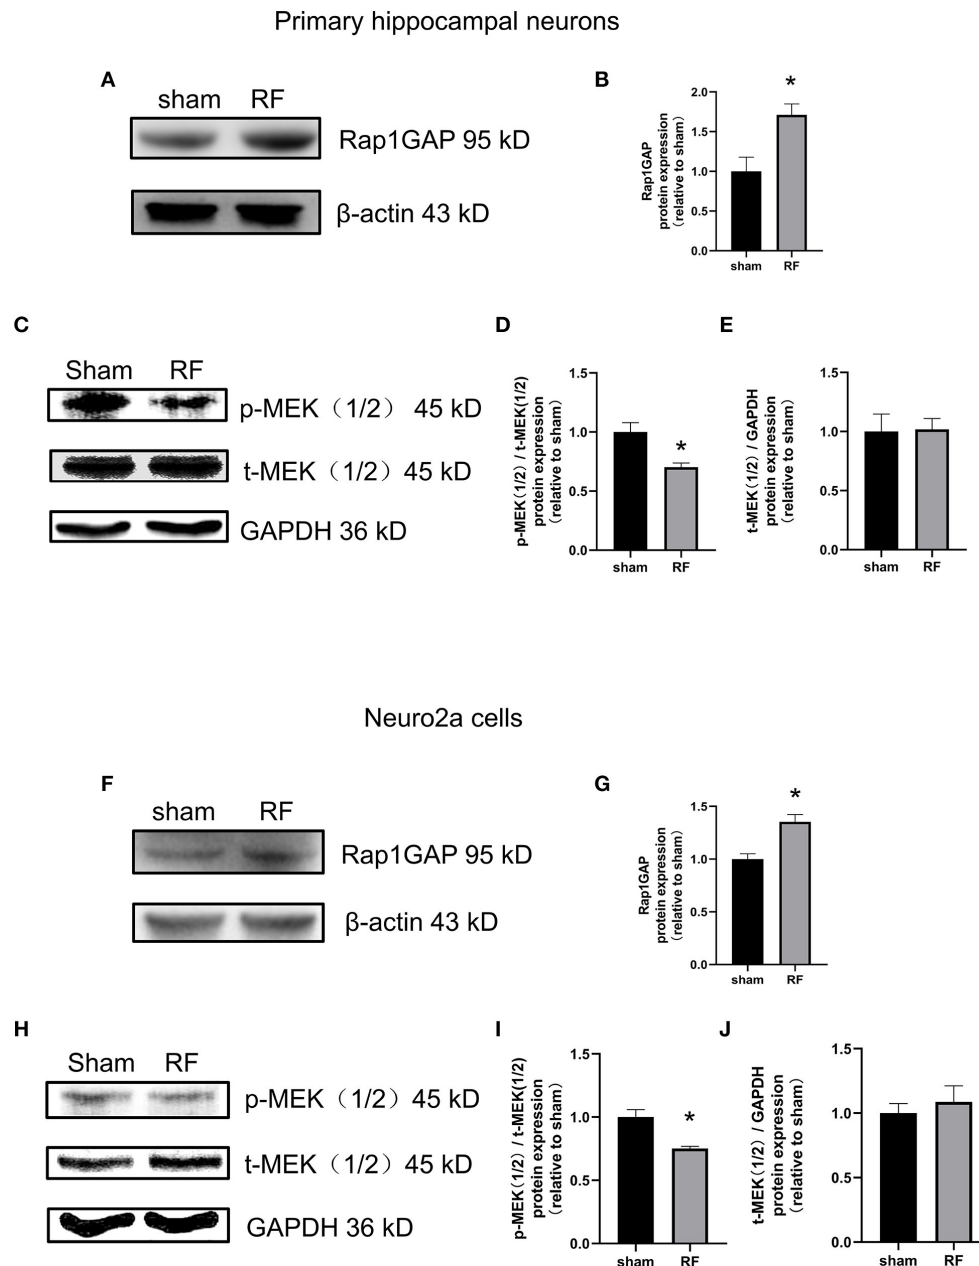 Primary hippocampal neurons
A
sham RF
Rap1GAP 95 kD
β-actin 43 kD
B
Rap1GAP
protein expression
(relative to sham)
2.0
1.5
1.0
0.5
0.0
*
sham RF
C
Sham RF
p-MEK（1/2） 45 kD
t-MEK（1/2）45 kD
GAPDH 36 kD
D
p-MEK（1/2）/ t-MEK(1/2)
protein expression
（relative to sham）
1.5
1.0
0.5
0.0
*
sham RF
E
t-MEK（1/2）/ GAPDH
protein expression
（relative to sham）
1.5
1.0
0.5
0.0
sham RF
Neuro2a cells
F
sham RF
Rap1GAP 95 kD
β-actin 43 kD
G
Rap1GAP
protein expression
（relative to sham）
1.5
1.0
0.5
0.0
*
sham RF
H
Sham RF
p-MEK（1/2）45 kD
t-MEK（1/2）45 kD
GAPDH 36 kD
I
p-MEK（1/2）/ t-MEK(1/2)
protein expression
（relative to sham）
1.5
1.0
0.5
0.0
*
sham RF
J
t-MEK（1/2）/ GAPDH
protein expression
（relative to sham）
1.5
1.0
0.5
0.0
sham RF